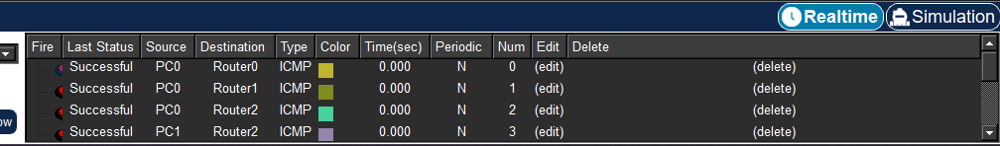 Realtime Simulation
Fire Last Status Source Destination Type Color Time(sec) Periodic Num Edit Delete
Successful PC0 Router0 ICMP 0.000 N 0 (edit) (delete)
Successful PC0 Router1 ICMP 0.000 N 1 (edit) (delete)
Successful PC0 Router2 ICMP 0.000 N 2 (edit) (delete)
ow Successful PC1 Router2 ICMP 0.000 N 3 (edit) (delete)